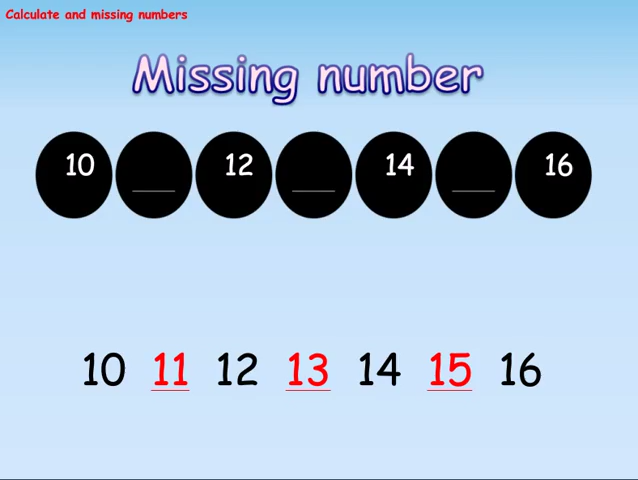 Calculate and missing numbers
Missing number
10 ___ 12 ___ 14 ___ 16
10 11 12 13 14 15 16